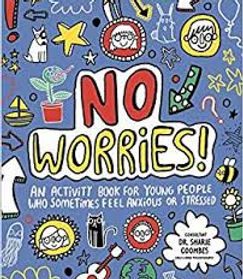 NO
WORRIES!
AN ACTIVITY BOOK FOR YOUNG PEOPLE
WHO SOMETIMES FEEL ANXIOUS OR STRESSED
CONSULTANT
DR. SHARIE
COOMBES